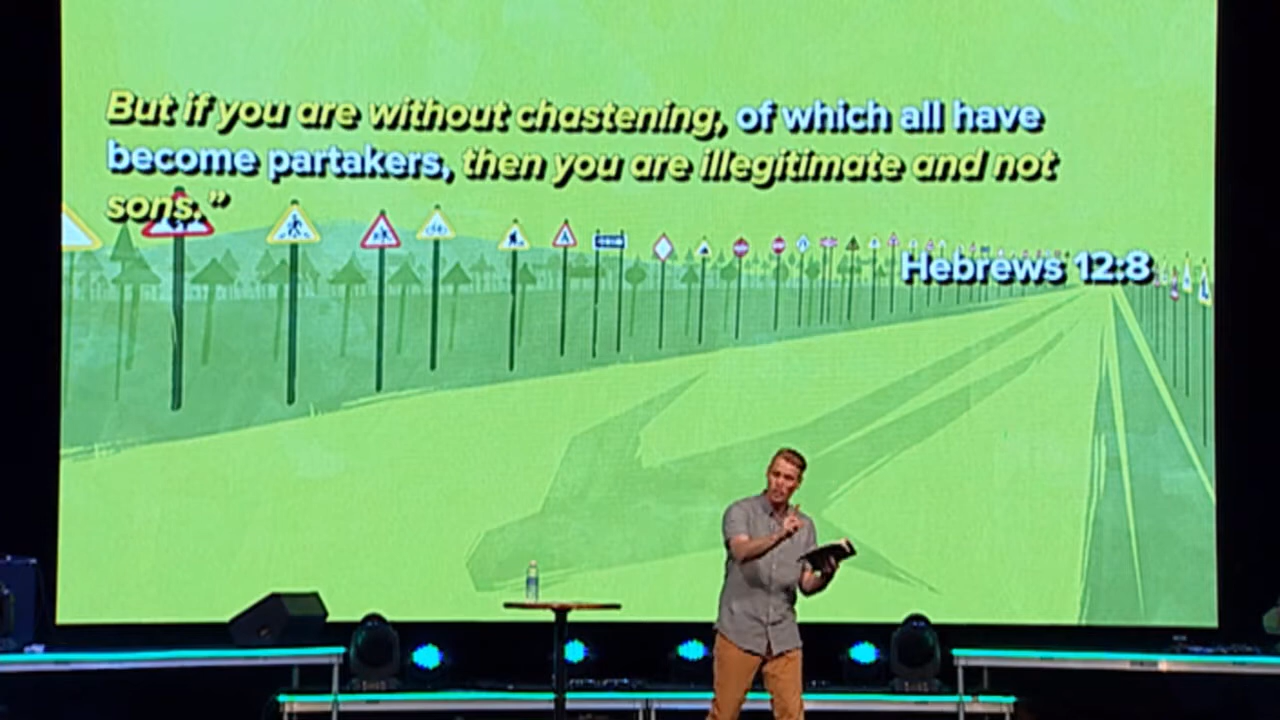 But if you are without chastening, of which all have
become partakers, then you are illegitimate and not
sons.”
Hebrews 12:8